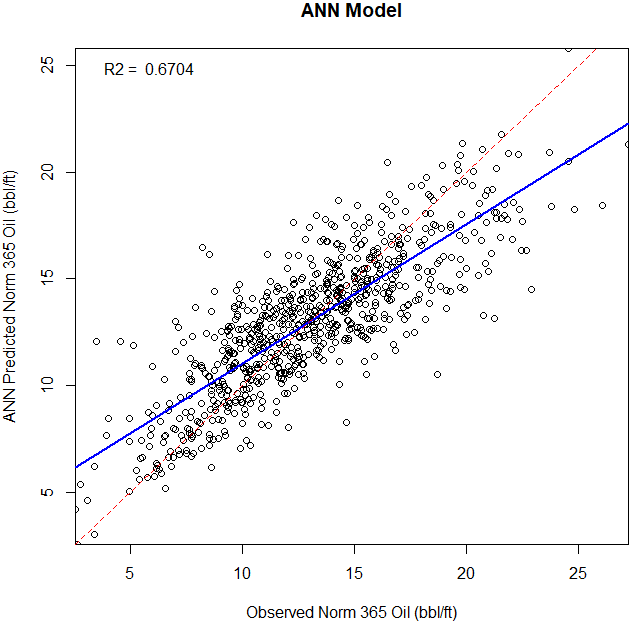 ANN Model
R2 = 0.6704
ANN Predicted Norm 365 Oil (bbl/ft)
25
20
15
10
5
5 10 15 20 25
Observed Norm 365 Oil (bbl/ft)